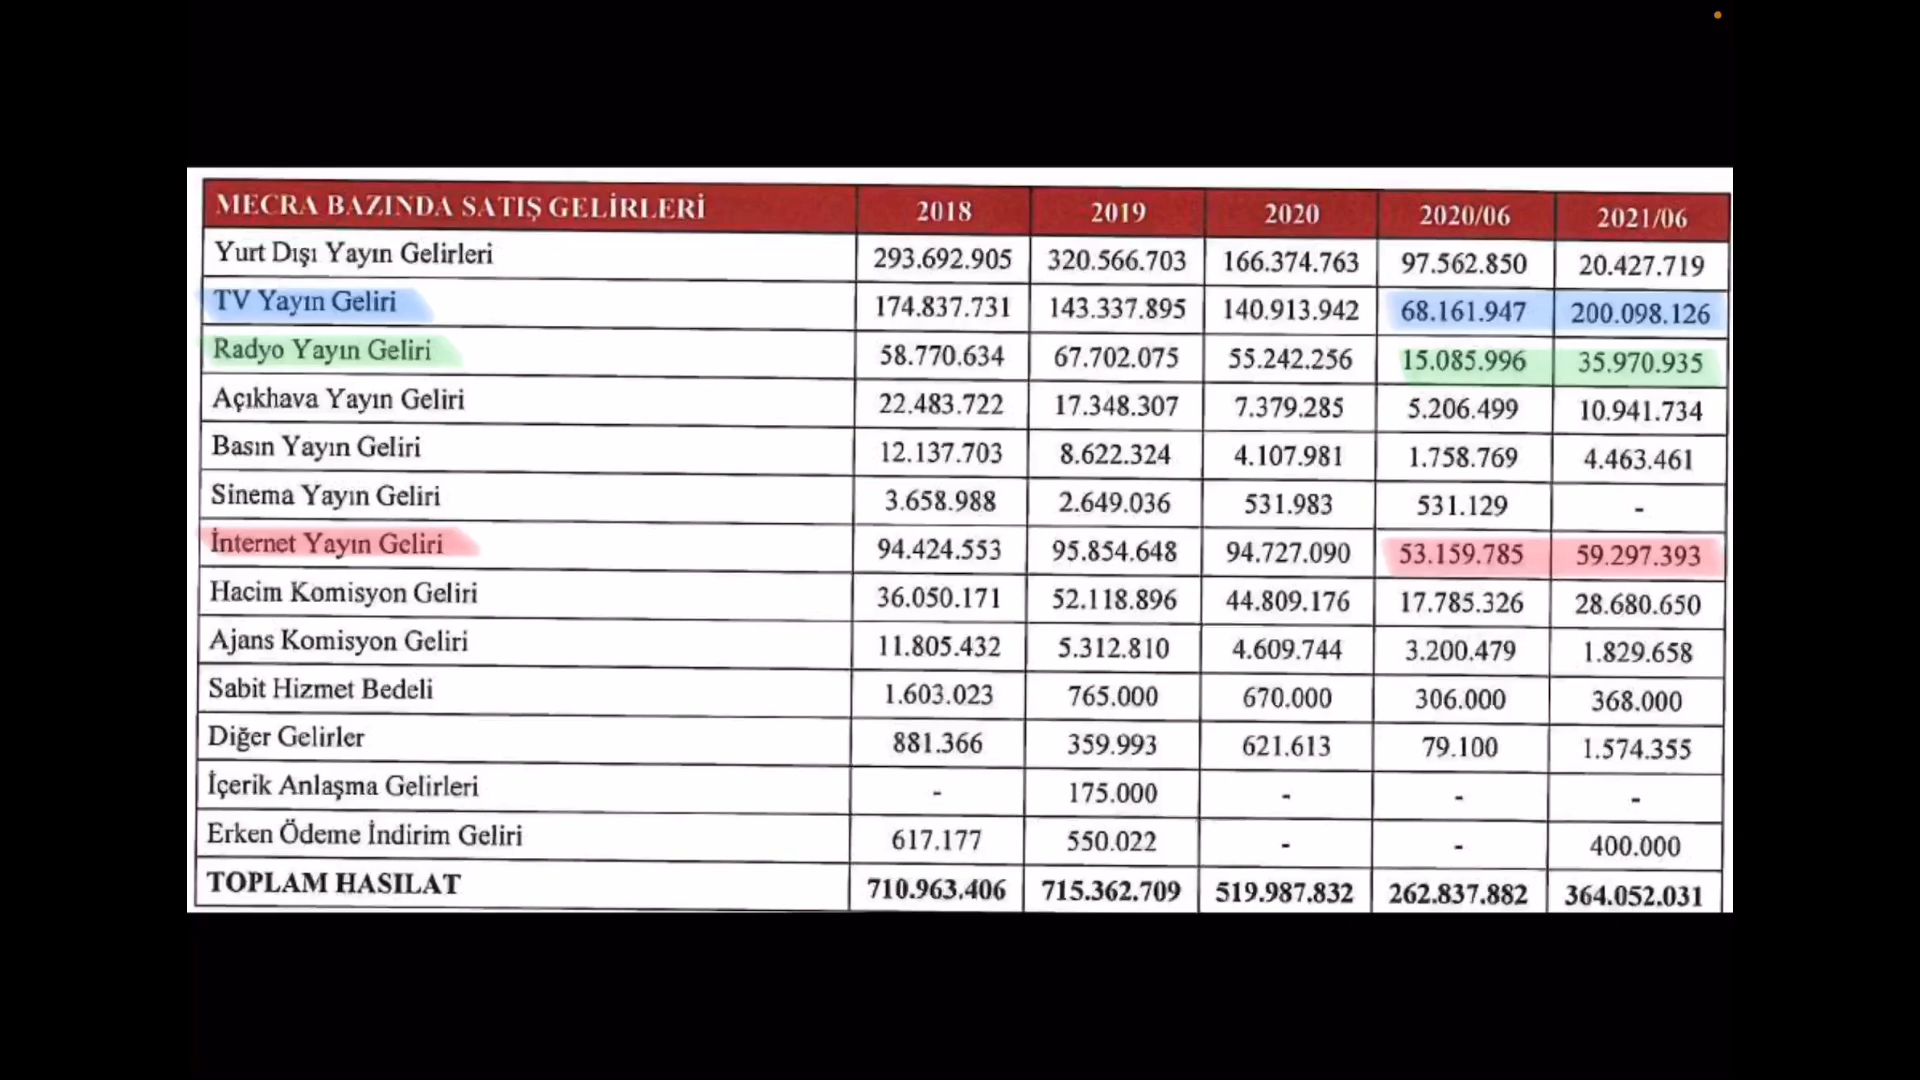 MECRA BAZINDA SATIŞ GELİRLERİ 2018 2019 2020 2020/06 2021/06
Yurt Dışı Yayın Gelirleri 293.692.905 320.566.703 166.374.763 97.562.850 20.427.719
TV Yayın Geliri 174.837.731 143.337.895 140.913.942 68.161.947 200.098.126
Radyo Yayın Geliri 58.770.634 67.702.075 55.242.256 15.085.996 35.970.935
Açıkhava Yayın Geliri 22.483.722 17.348.307 7.379.285 5.206.499 10.941.734
Basın Yayın Geliri 12.137.703 8.622.324 4.107.981 1.758.769 4.463.461
Sinema Yayın Geliri 3.658.988 2.649.036 531.983 531.129 -
İnternet Yayın Geliri 94.424.553 95.854.648 94.727.090 53.159.785 59.297.393
Hacim Komisyon Geliri 36.050.171 52.118.896 44.809.176 17.785.326 28.680.650
Ajans Komisyon Geliri 11.805.432 5.312.810 4.609.744 3.200.479 1.829.658
Sabit Hizmet Bedeli 1.603.023 765.000 670.000 306.000 368.000
Diğer Gelirler 881.366 359.993 621.613 79.100 1.574.355
İçerik Anlaşma Gelirleri - 175.000 - - -
Erken Ödeme İndirim Geliri 617.177 550.022 - - 400.000
TOPLAM HASILAT 710.963.406 715.362.709 519.987.832 262.837.882 364.052.031